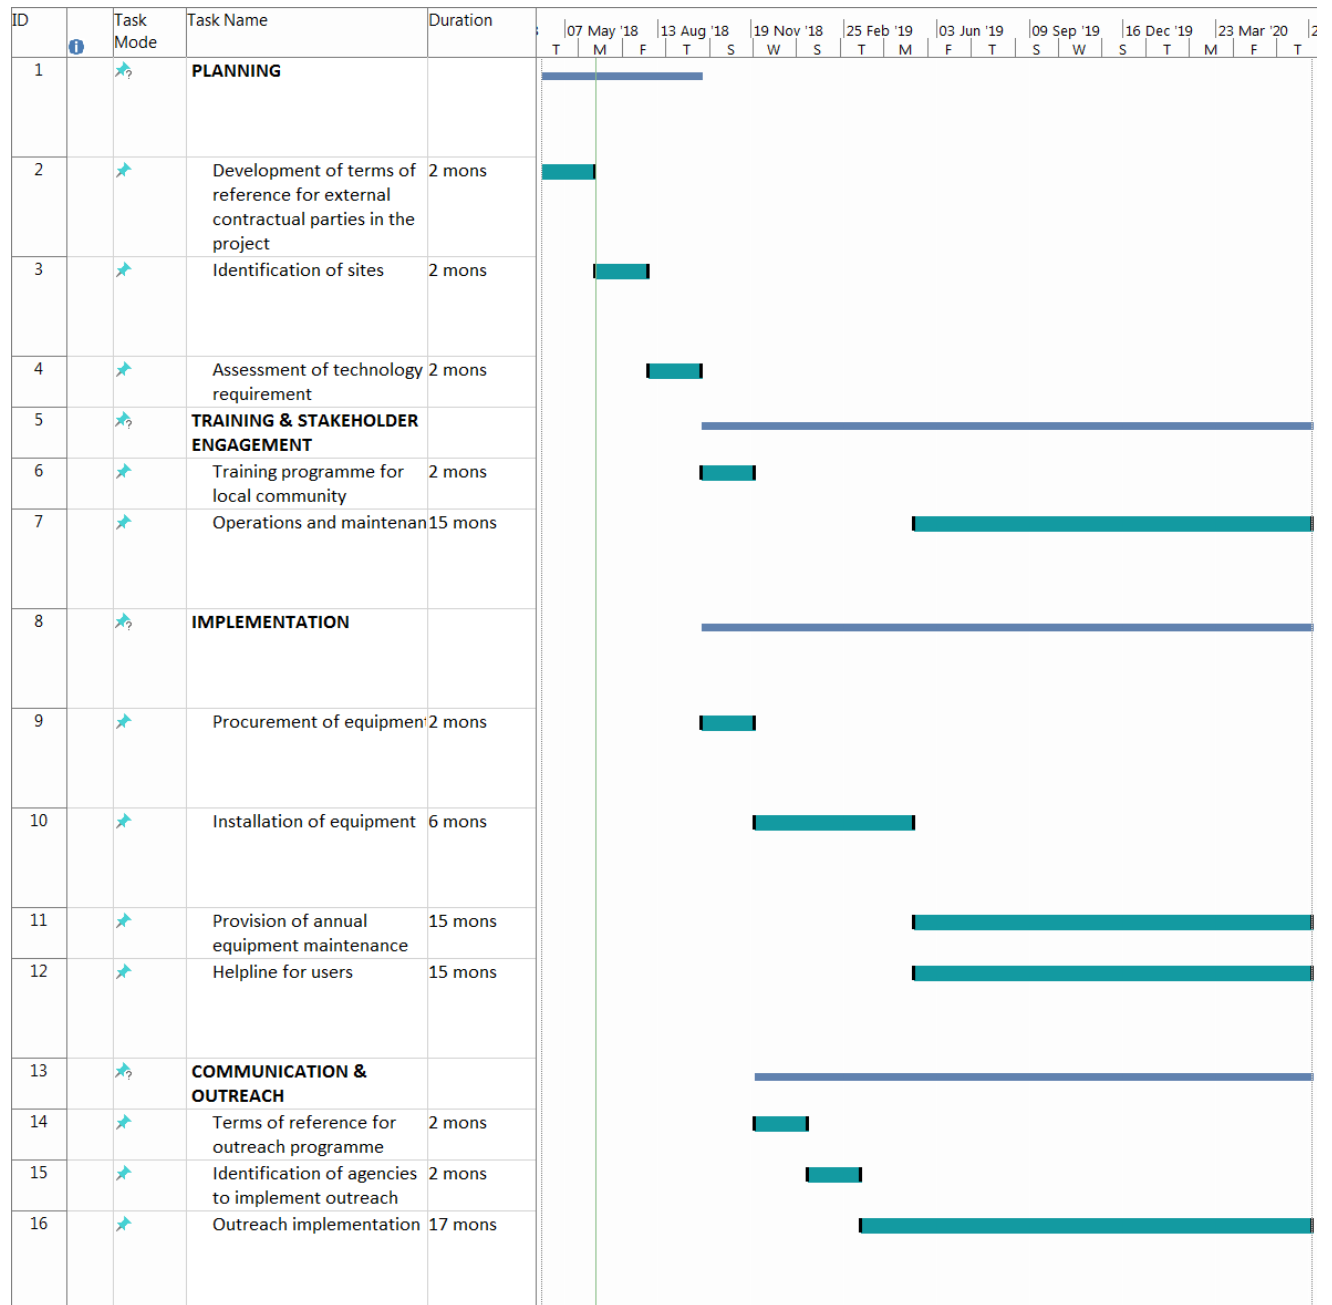 ID Task Mode Task Name Duration
07 May '18 13 Aug '18 19 Nov '18 25 Feb '19 03 Jun '19 09 Sep '19 16 Dec '19 23 Mar '20 2
T M F T S W S T M F T S W S T M F T
1 PLANNING
2 Development of terms of 2 mons
reference for external
contractual parties in the
project
3 Identification of sites 2 mons
4 Assessment of technology 2 mons
requirement
5 TRAINING & STAKEHOLDER
ENGAGEMENT
6 Training programme for 2 mons
local community
7 Operations and maintenan 15 mons
8 IMPLEMENTATION
9 Procurement of equipment 2 mons
10 Installation of equipment 6 mons
11 Provision of annual 15 mons
equipment maintenance
12 Helpline for users 15 mons
13 COMMUNICATION &
OUTREACH
14 Terms of reference for 2 mons
outreach programme
15 Identification of agencies 2 mons
to implement outreach
16 Outreach implementation 17 mons